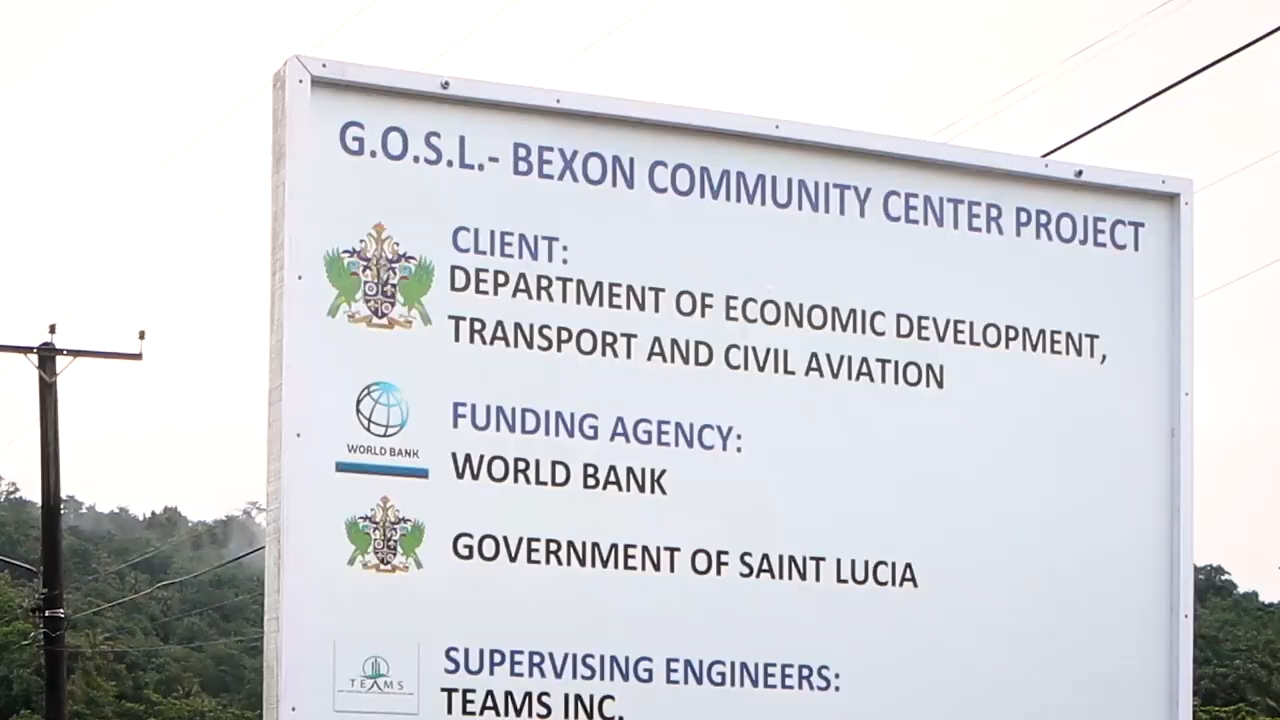 G.O.S.L.- BEXON COMMUNITY CENTER PROJECT
CLIENT:
DEPARTMENT OF ECONOMIC DEVELOPMENT,
TRANSPORT AND CIVIL AVIATION
WORLD BANK
FUNDING AGENCY:
WORLD BANK
GOVERNMENT OF SAINT LUCIA
TEAMS
SUPERVISING ENGINEERS:
TEAMS INC.